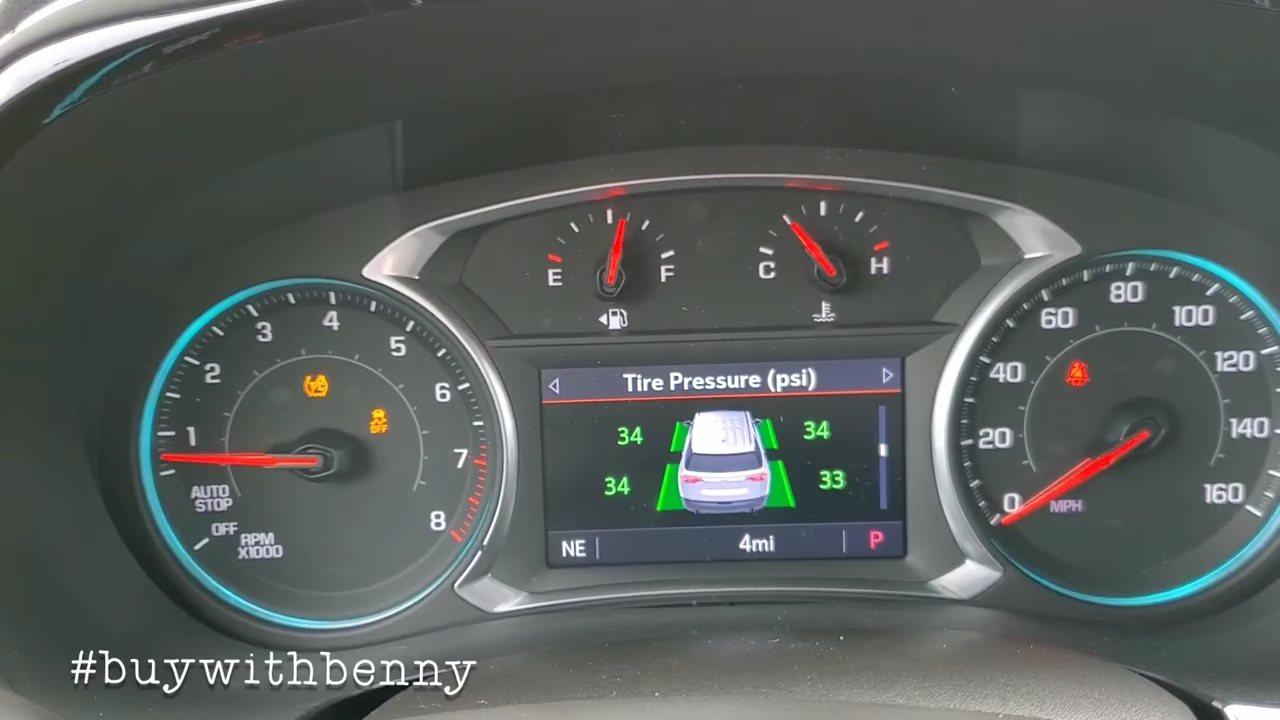 E F
C H
1 2 3 4 5 6 7 8
AUTO
STOP
OFF
RPM
X1000
OFF
Tire Pressure (psi)
34 34
34 33
NE 4mi P
0 20 40 60 80 100 120 140 160
MPH
#buywithbenny